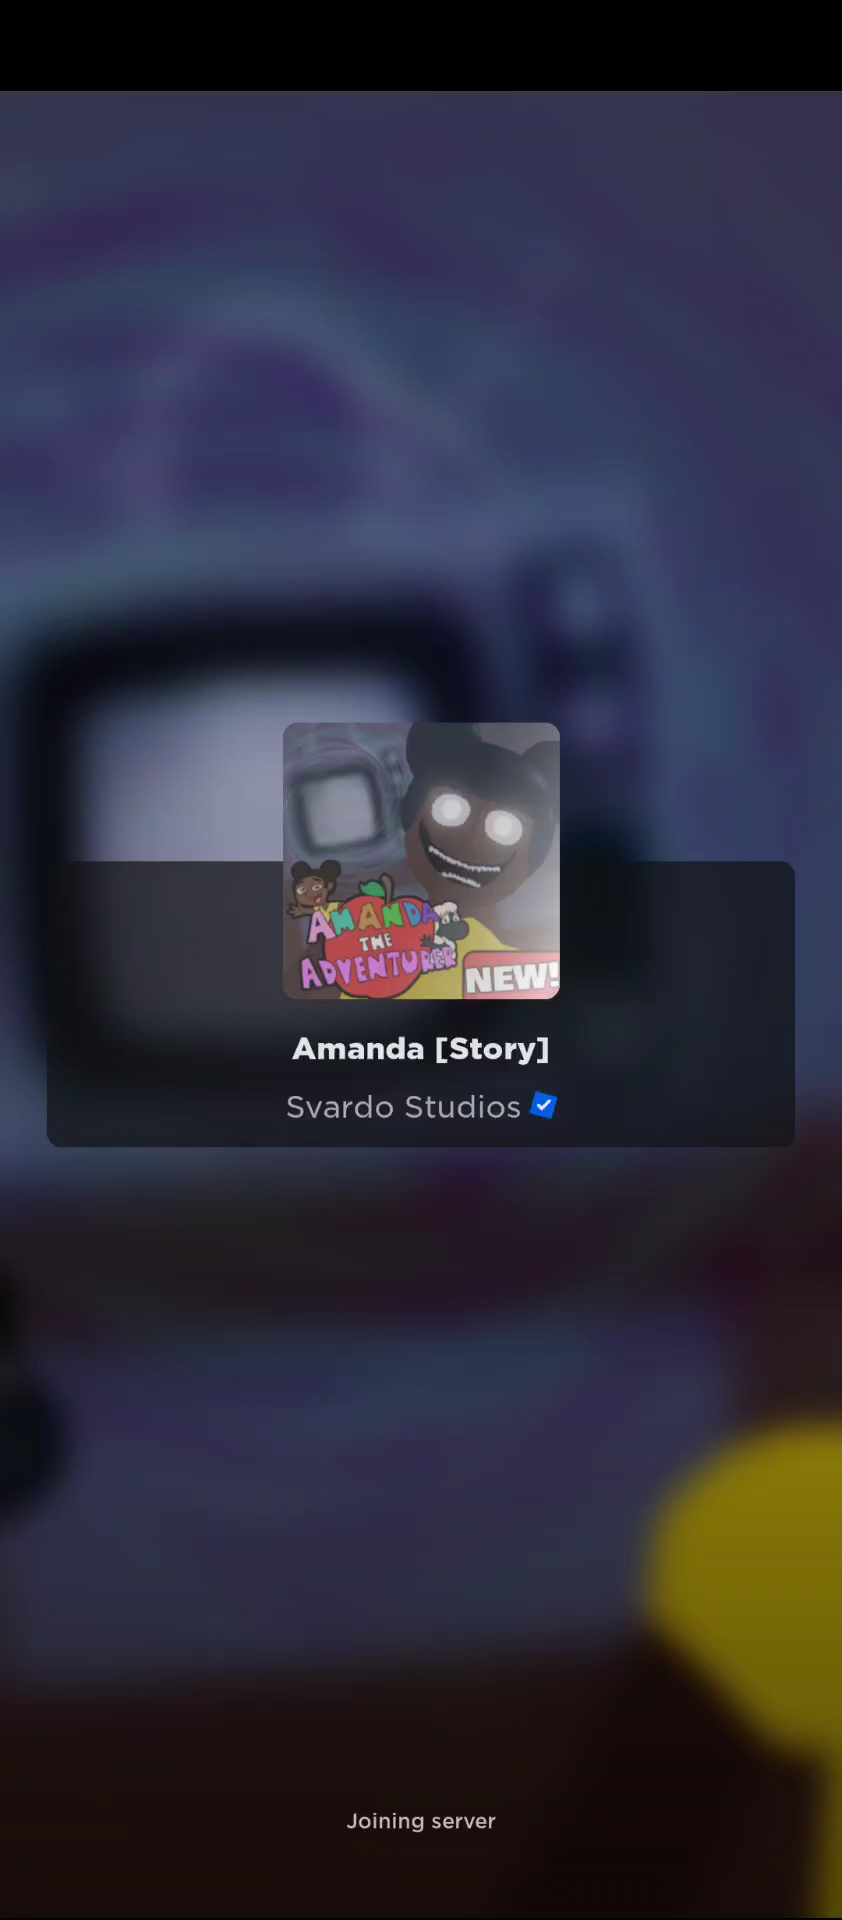 AMANDA
THE
ADVENTURER
NEW!
Amanda [Story]
Svardo Studios
Joining server